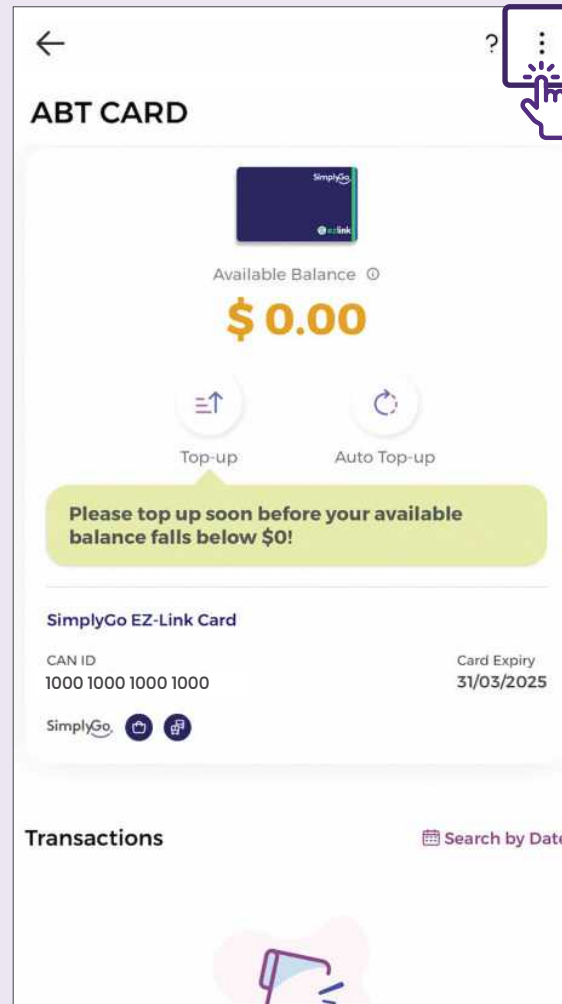 ?
ABT CARD
SimplyGo
ezlink
Available Balance
$ 0.00
Top-up
Auto Top-up
Please top up soon before your available
balance falls below $0!
SimplyGo EZ-Link Card
CAN ID
Card Expiry
1000 1000 1000 1000
31/03/2025
SimplyGo
Transactions
Search by Date